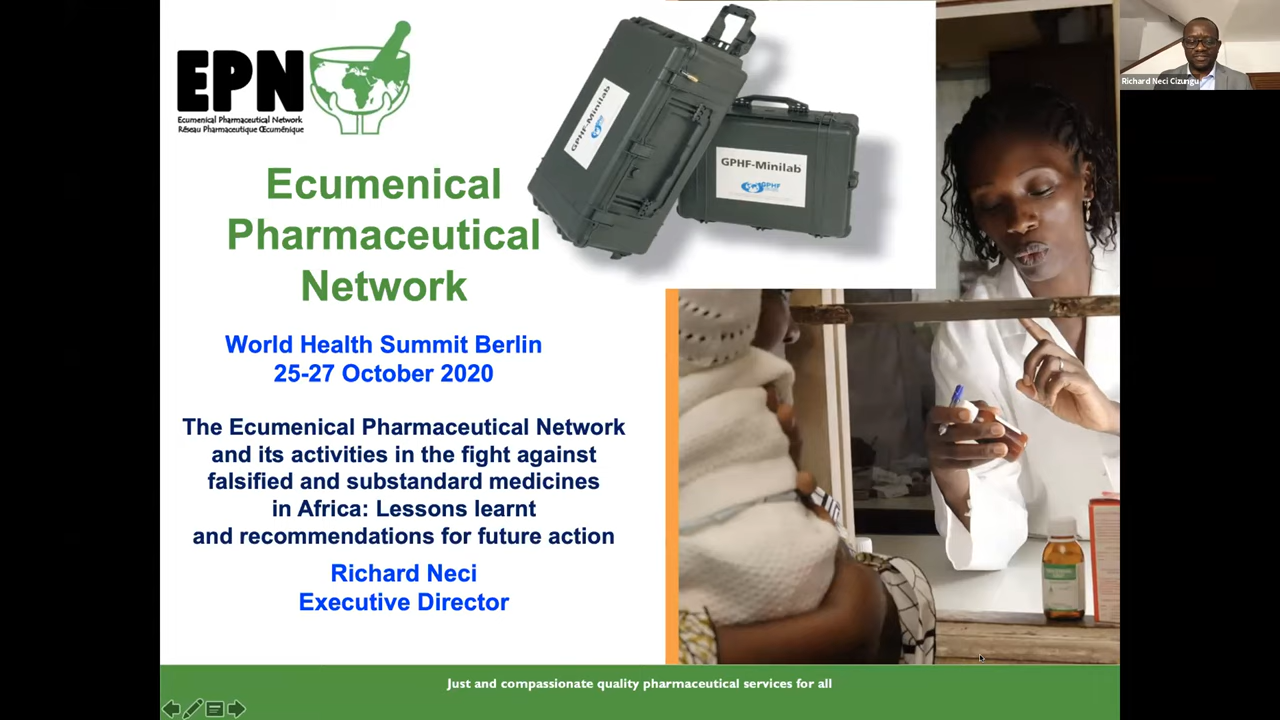 EPN
Ecumenical Pharmaceutical Network
Réseau Pharmaceutique Œcuménique
GPHF-Minilab
GPHF-Minilab
GPHF
Richard Neci Cizungu
Ecumenical
Pharmaceutical
Network
World Health Summit Berlin
25-27 October 2020
The Ecumenical Pharmaceutical Network
and its activities in the fight against
falsified and substandard medicines
in Africa: Lessons learnt
and recommendations for future action
Richard Neci
Executive Director
Just and compassionate quality pharmaceutical services for all